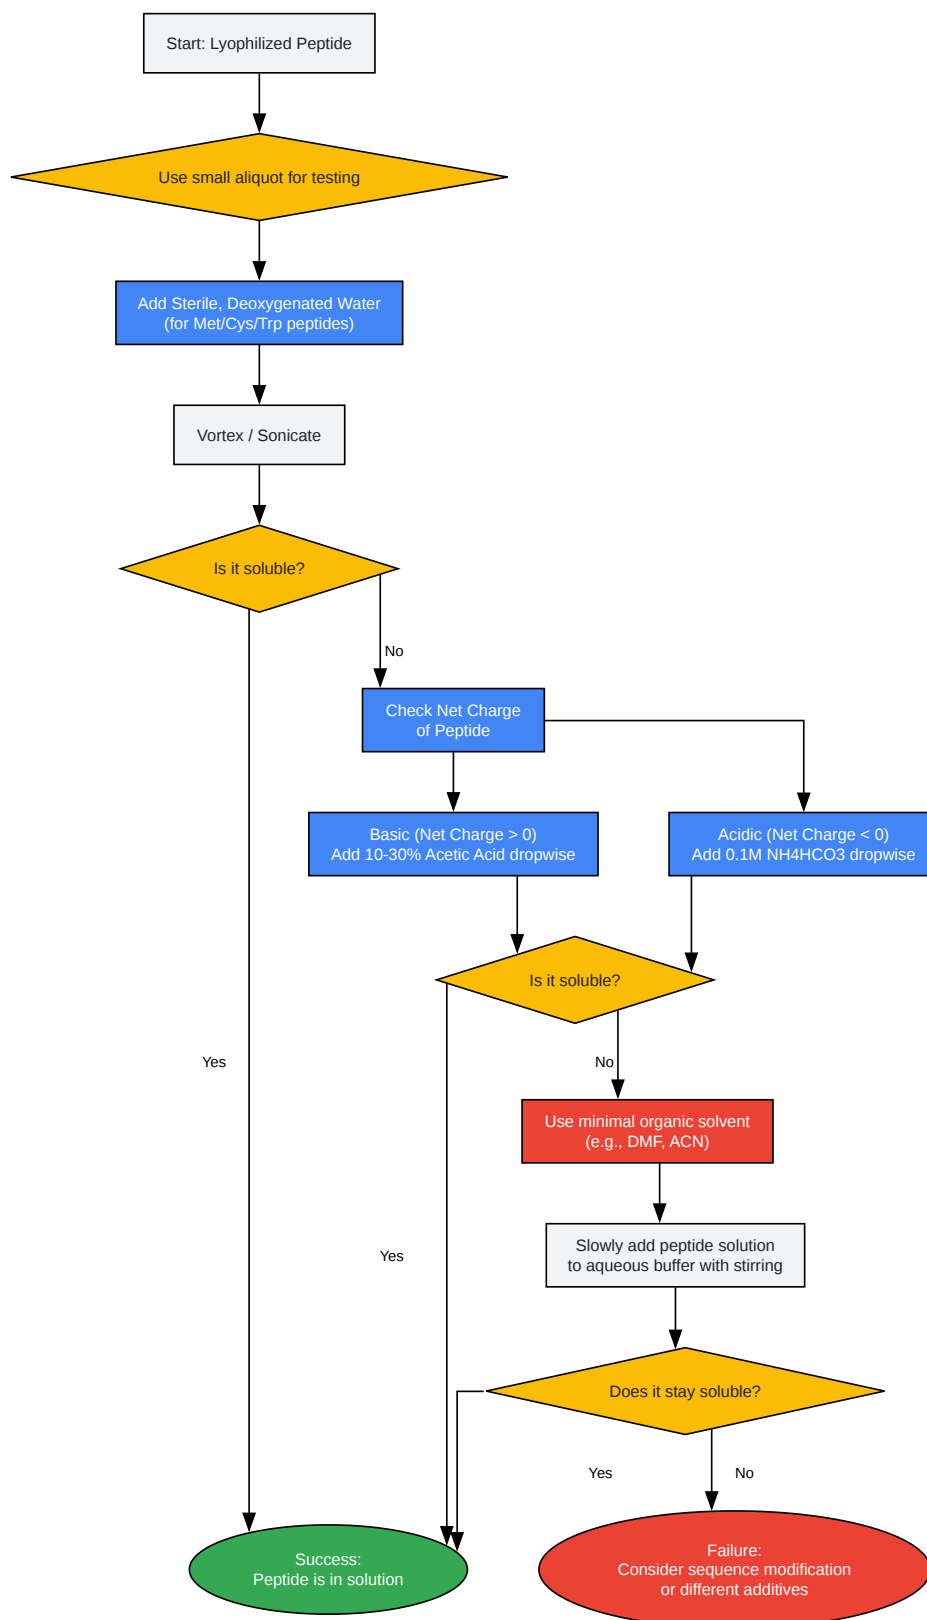 Start: Lyophilized Peptide
Use small aliquot for testing
Add Sterile, Deoxygenated Water
(for Met/Cys/Trp peptides)
Vortex / Sonicate
Is it soluble?
No
Check Net Charge
of Peptide
Basic (Net Charge > 0)
Add 10-30% Acetic Acid dropwise
Acidic (Net Charge < 0)
Add 0.1M NH4HCO3 dropwise
Is it soluble?
Yes
No
Use minimal organic solvent
(e.g., DMF, ACN)
Slowly add peptide solution
to aqueous buffer with stirring
Yes
Does it stay soluble?
Yes
No
Success:
Peptide is in solution
Failure:
Consider sequence modification
or different additives